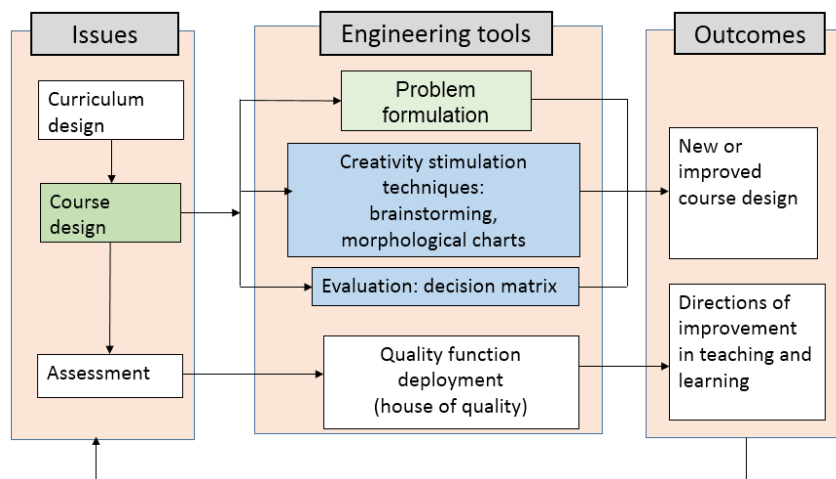 Issues
Curriculum
design
Course
design
Assessment
Engineering tools
Problem
formulation
Creativity stimulation
techniques:
brainstorming,
morphological charts
Evaluation: decision matrix
Quality function
deployment
(house of quality)
Outcomes
New or
improved
course design
Directions of
improvement
in teaching and
learning